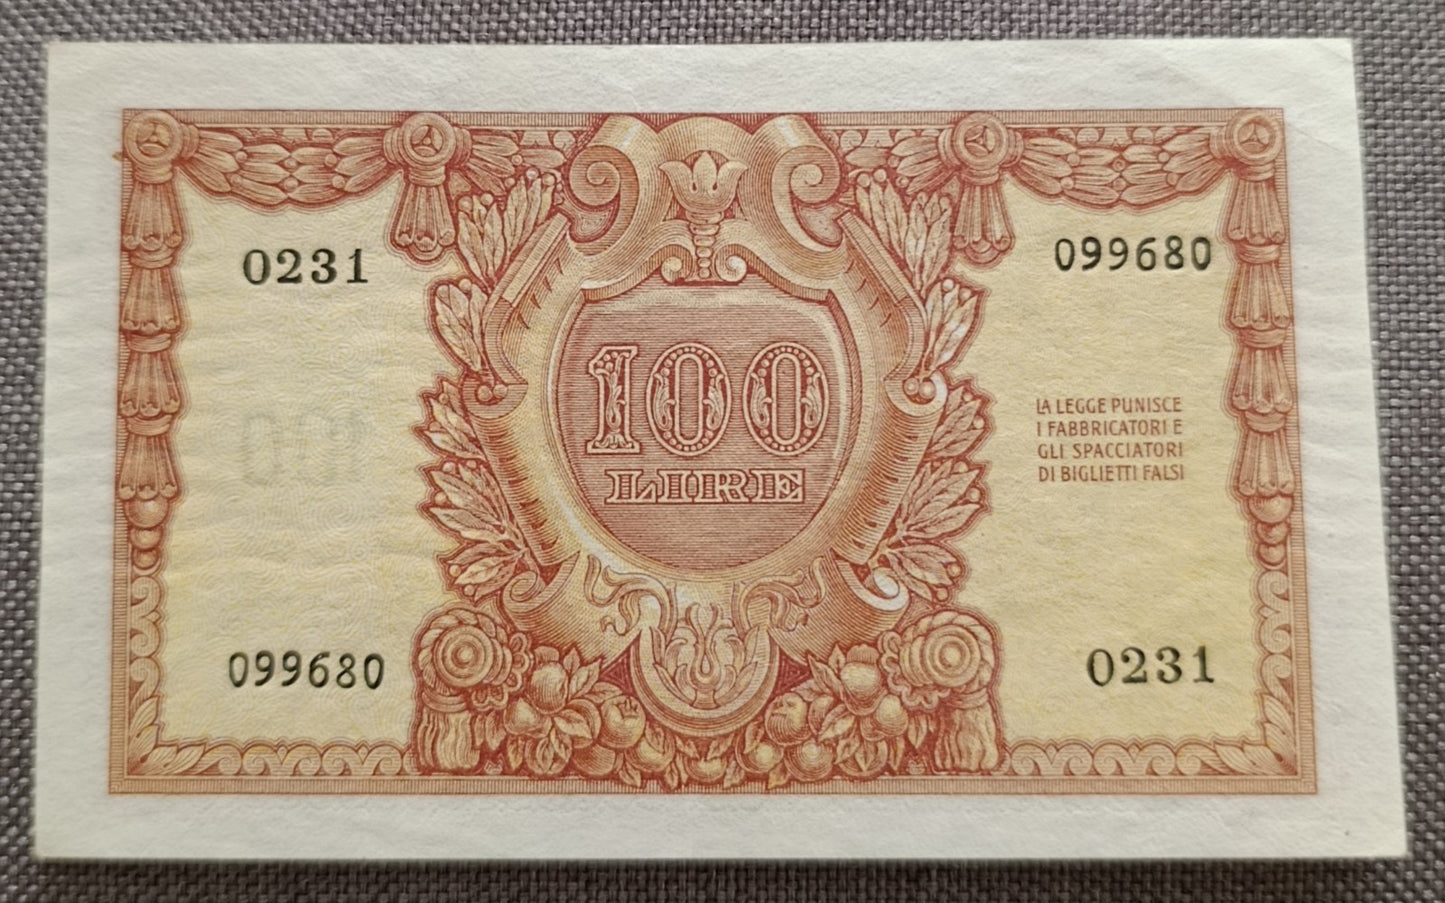 0231
099680
100
LIRE
LA LEGGE PUNISCE
I FABBRICATORI E
GLI SPACCIATORI
DI BIGLIETTI FALSI
099680
0231